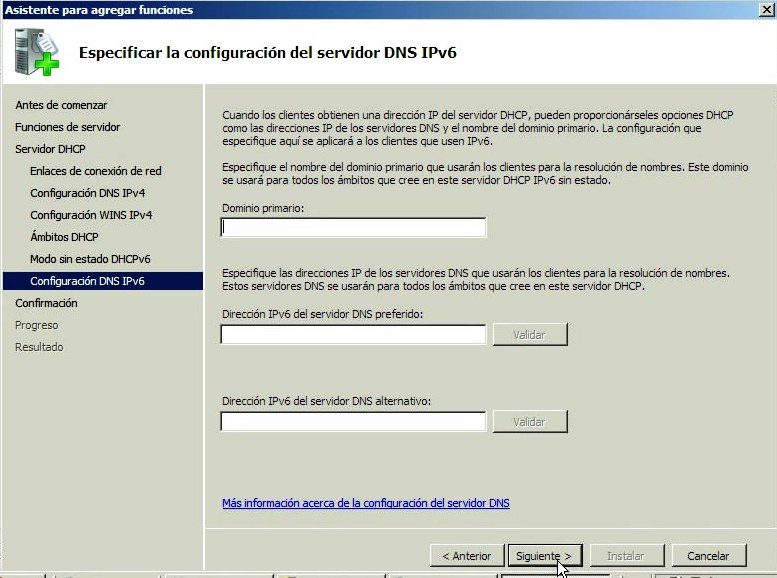 Asistente para agregar funciones
Especificar la configuración del servidor DNS IPv6
Antes de comenzar
Funciones de servidor
Servidor DHCP
Enlaces de conexión de red
Configuración DNS IPv4
Configuración WINS IPv4
Ámbitos DHCP
Modo sin estado DHCPv6
Configuración DNS IPv6
Confirmación
Progreso
Resultado
Cuando los clientes obtienen una dirección IP del servidor DHCP, pueden proporcionárseles opciones DHCP
como las direcciones IP de los servidores DNS y el nombre del dominio primario. La configuración que
especifique aquí se aplicará a los clientes que usen IPv6.
Especifique el nombre del dominio primario que usarán los clientes para la resolución de nombres. Este dominio
se usará para todos los ámbitos que cree en este servidor DHCP IPv6 sin estado.
Dominio primario:
Especifique las direcciones IP de los servidores DNS que usarán los clientes para la resolución de nombres.
Estos servidores DNS se usarán para todos los ámbitos que cree en este servidor DHCP.
Dirección IPv6 del servidor DNS preferido:
Validar
Dirección IPv6 del servidor DNS alternativo:
Validar
Más información acerca de la configuración del servidor DNS
< Anterior
Siguiente >
Instalar
Cancelar